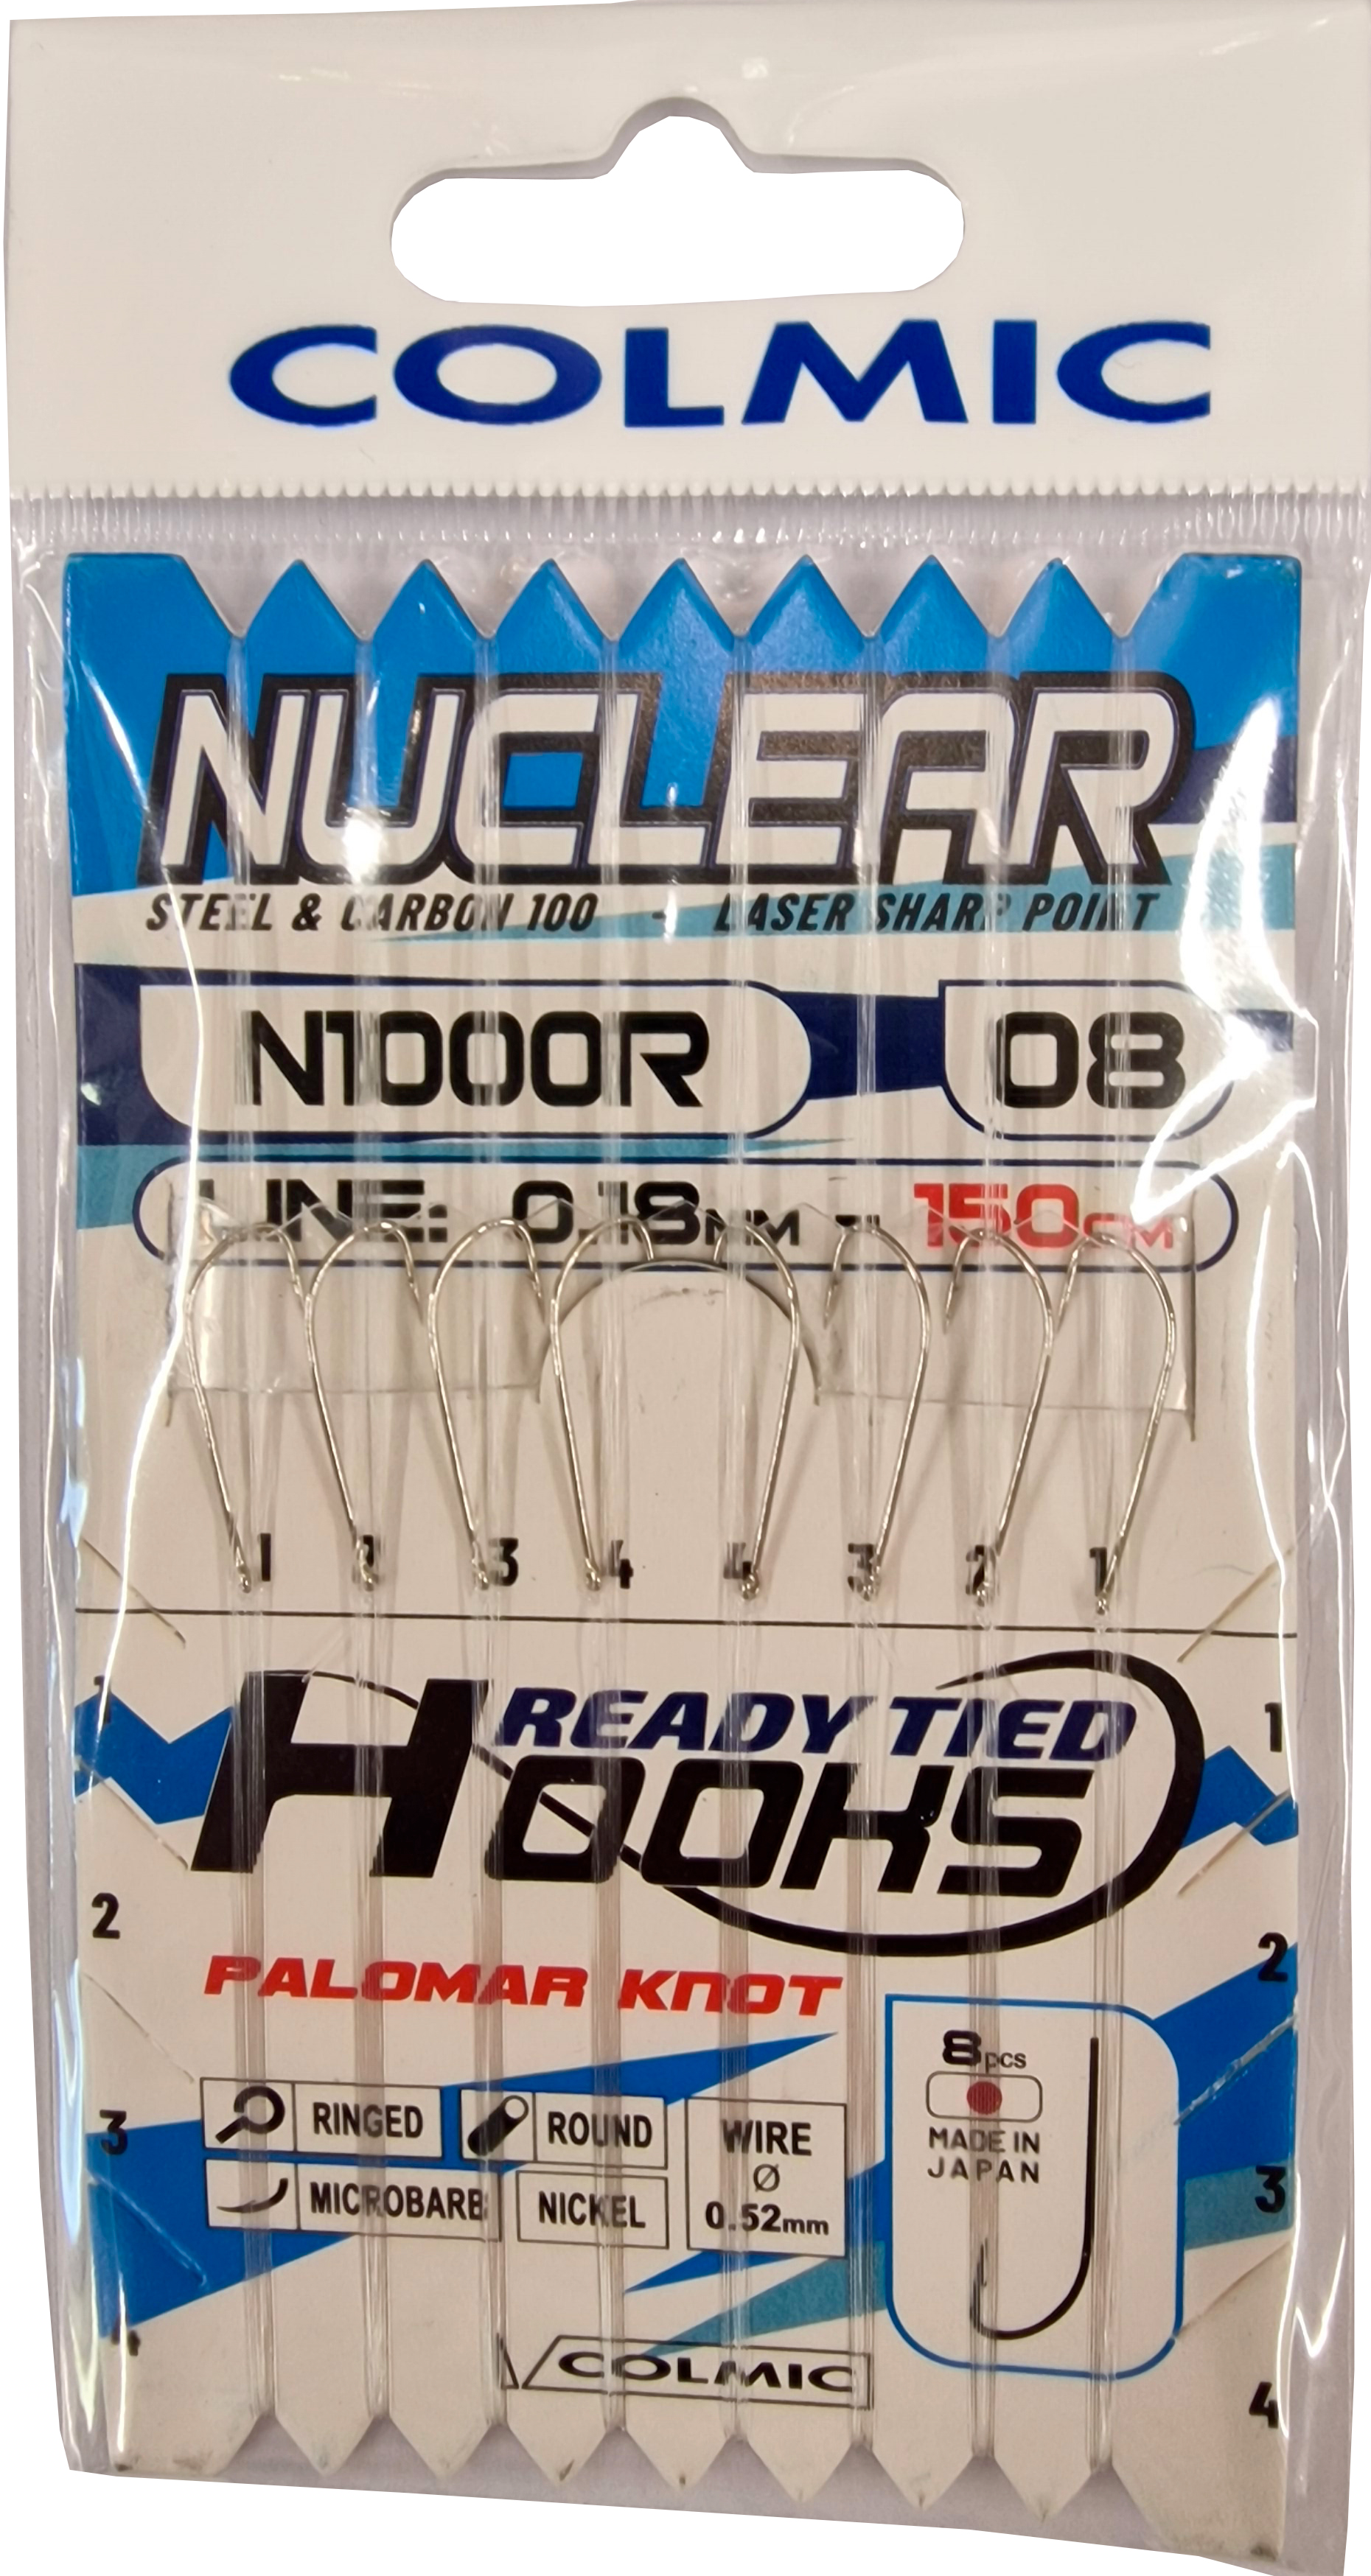 COLMIC
NUCLEAR
STEEL & CARBON 100 - LASER SHARP POINT
N1000R 08
LINE: 0.18MM - 150CM
1 2 3 4 4 3 2 1
READY TIED
HOOKS
1 1
2 2
PALOMAR KNOT
8pcs
MADE IN
JAPAN
RINGED ROUND WIRE
Ø
0.52mm
MICROBARB NICKEL
3 3
COLMIC
4 4